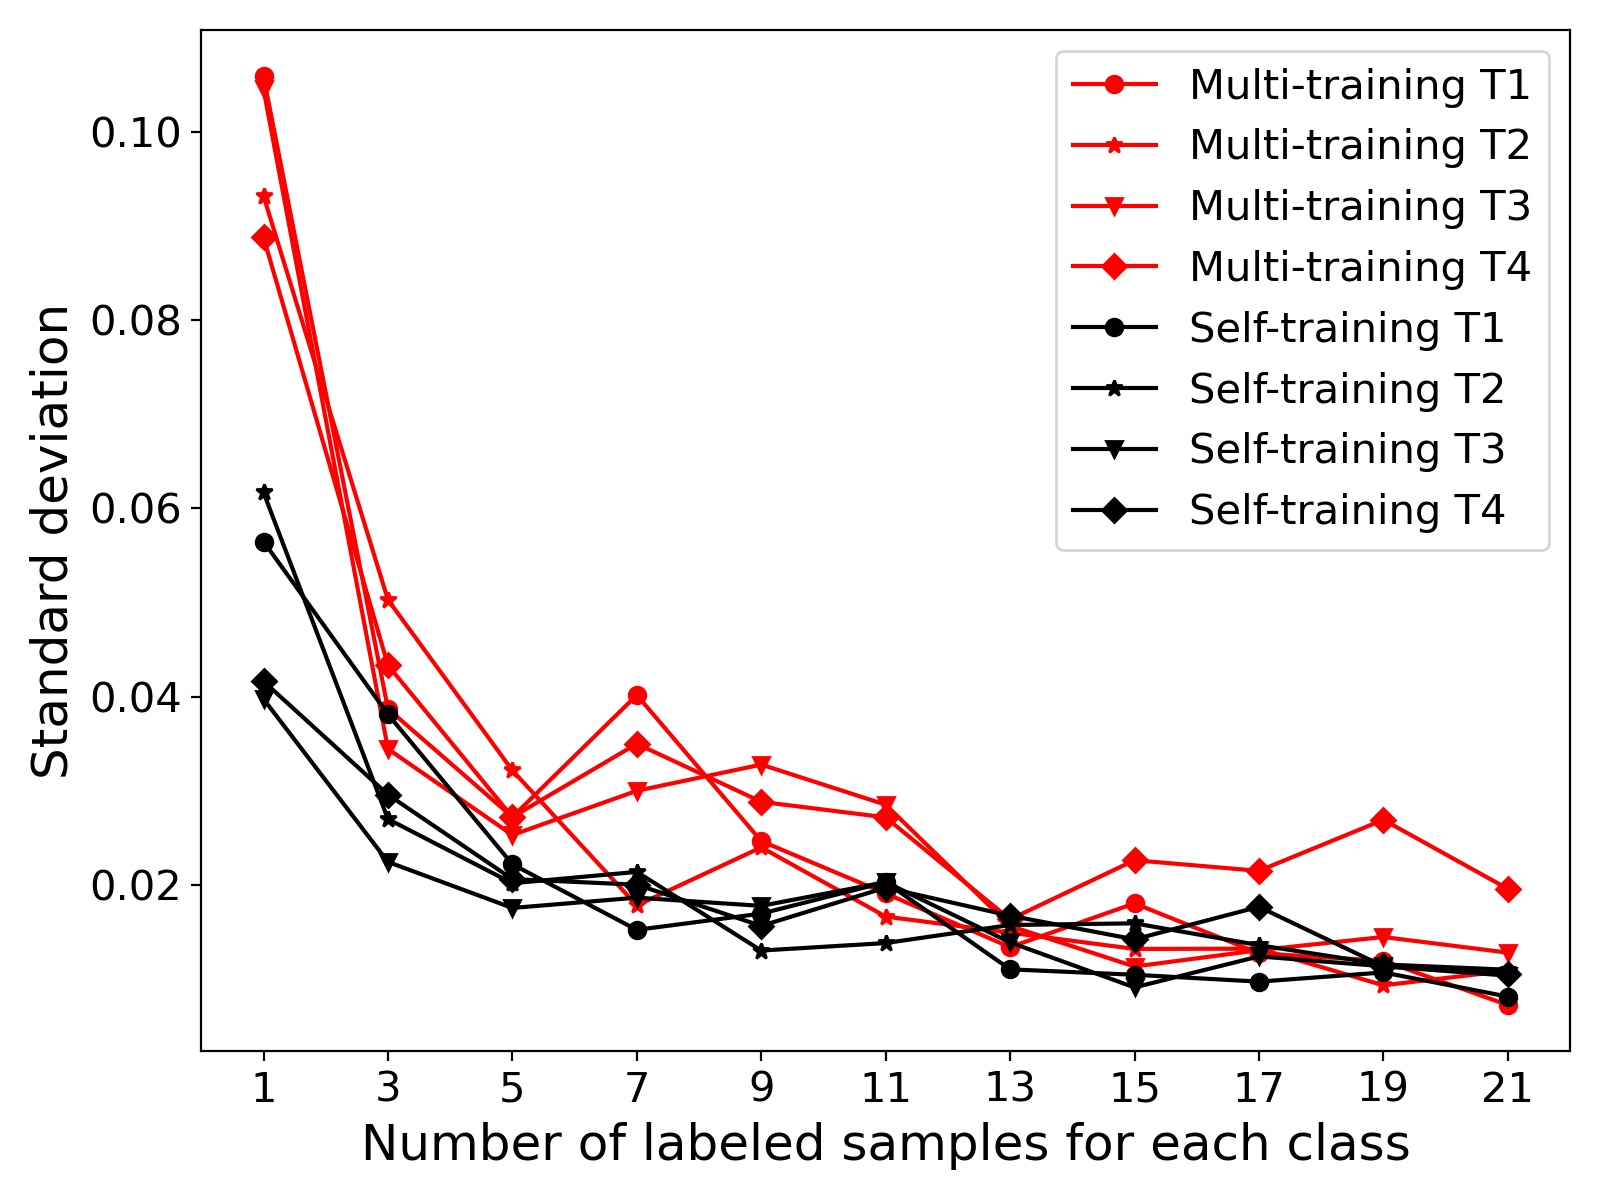 Multi-training T1
Multi-training T2
Multi-training T3
Multi-training T4
Self-training T1
Self-training T2
Self-training T3
Self-training T4
Standard deviation
0.10
0.08
0.06
0.04
0.02
1 3 5 7 9 11 13 15 17 19 21
Number of labeled samples for each class